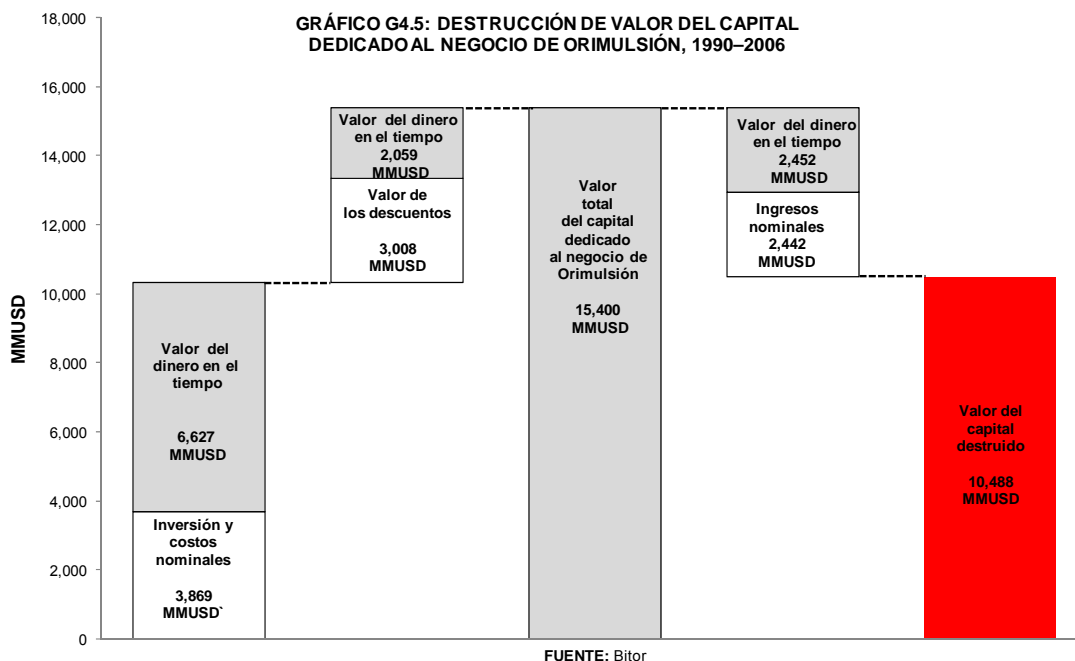 GRÁFICO G4.5: DESTRUCCIÓN DE VALOR DEL CAPITAL
DEDICADO AL NEGOCIO DE ORIMULSIÓN, 1990–2006
MMUSD
18,000
16,000
14,000
12,000
10,000
8,000
6,000
4,000
2,000
0
Valor del
dinero en el
tiempo
6,627
MMUSD
Inversión y
costos
nominales
3,869
MMUSD`
Valor del dinero
en el tiempo
2,059
MMUSD
Valor de
los descuentos
3,008
MMUSD
Valor
total
del capital
dedicado
al negocio de
Orimulsión
15,400
MMUSD
Valor del dinero
en el tiempo
2,452
MMUSD
Ingresos
nominales
2,442
MMUSD
Valor del
capital
destruido
10,488
MMUSD
FUENTE: Bitor